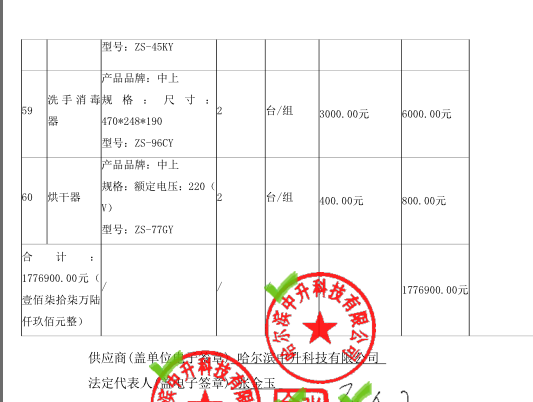 型号：ZS-45KY
59
洗手消毒
器
产品品牌：中上
规格：尺寸：
470*248*190
型号：ZS-96CY
2
台/组
3000.00元
6000.00元
60
烘干器
产品品牌：中上
规格：额定电压：220（
V）
型号：ZS-77GY
2
台/组
400.00元
800.00元
合计：
1776900.00元（
壹佰柒拾柒万陆
仟玖佰元整）
/
/
1776900.00元
哈尔滨中升科技有限公司
供应商(盖单位电子签章)：哈尔滨中升科技有限公司
法定代表人(盖电子签章)：张金玉